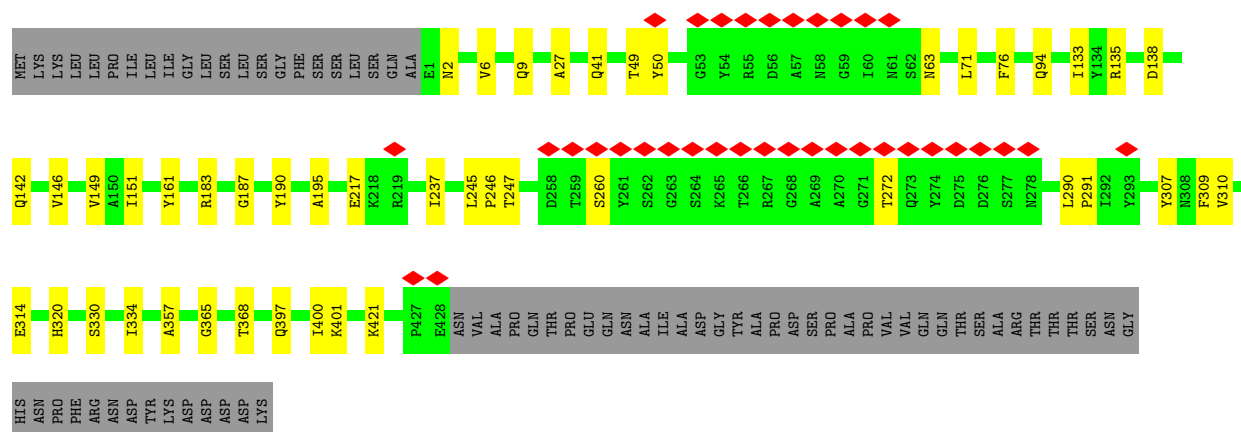 MET LYS LYS LEU LEU PRO ILE LEU ILE GLY LEU SER LEU SER GLY PHE SER SER LEU SER GLN ALA E1 N2 V6 Q9 A27 Q41 T49 Y50 G53 Y54 R55 D56 A57 N58 G59 I60 N61 S62 N63 L71 F76 Q94 I133 Y134 R135 D138
Q142 V146 V149 A150 I151 Y161 R183 G187 Y190 A195 E217 K218 R219 I237 L245 P246 T247 D258 T259 S260 Y261 S262 G263 S264 K265 T266 R267 G268 A269 A270 G271 T272 Q273 Y274 D275 D276 S277 N278 L290 P291 I292 Y293 Y307 N308 F309 V310
E314 H320 S330 I334 A357 G365 T368 Q397 I400 K401 K421 P427 E428 ASN VAL ALA PRO GLN THR PRO GLU GLN ASN ALA ILE ALA ASP GLY TYR ALA PRO ASP SER PRO ALA PRO VAL VAL GLN GLN THR SER ALA ARG THR THR THR SER ASN GLY
HIS ASN PRO PHE ARG ASN ASP TYR LYS ASP ASP ASP ASP LYS